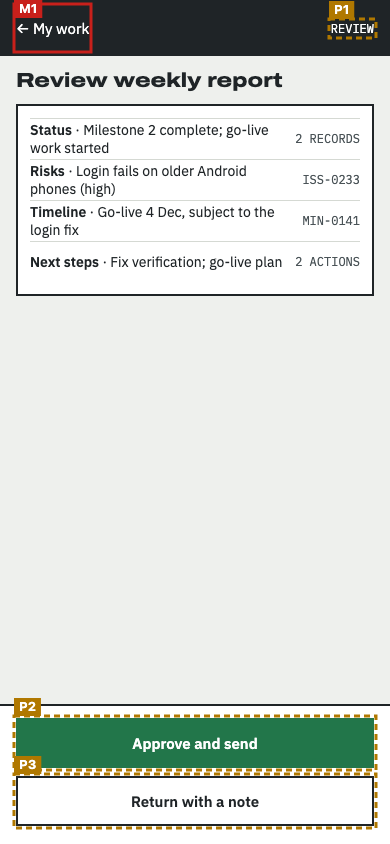 M1
P1
← My work
REVIEW
Review weekly report
Status · Milestone 2 complete; go-live
work started
2 RECORDS
Risks · Login fails on older Android
phones (high)
ISS-0233
Timeline · Go-live 4 Dec, subject to the
login fix
MIN-0141
Next steps · Fix verification; go-live plan
2 ACTIONS
P2
Approve and send
P3
Return with a note